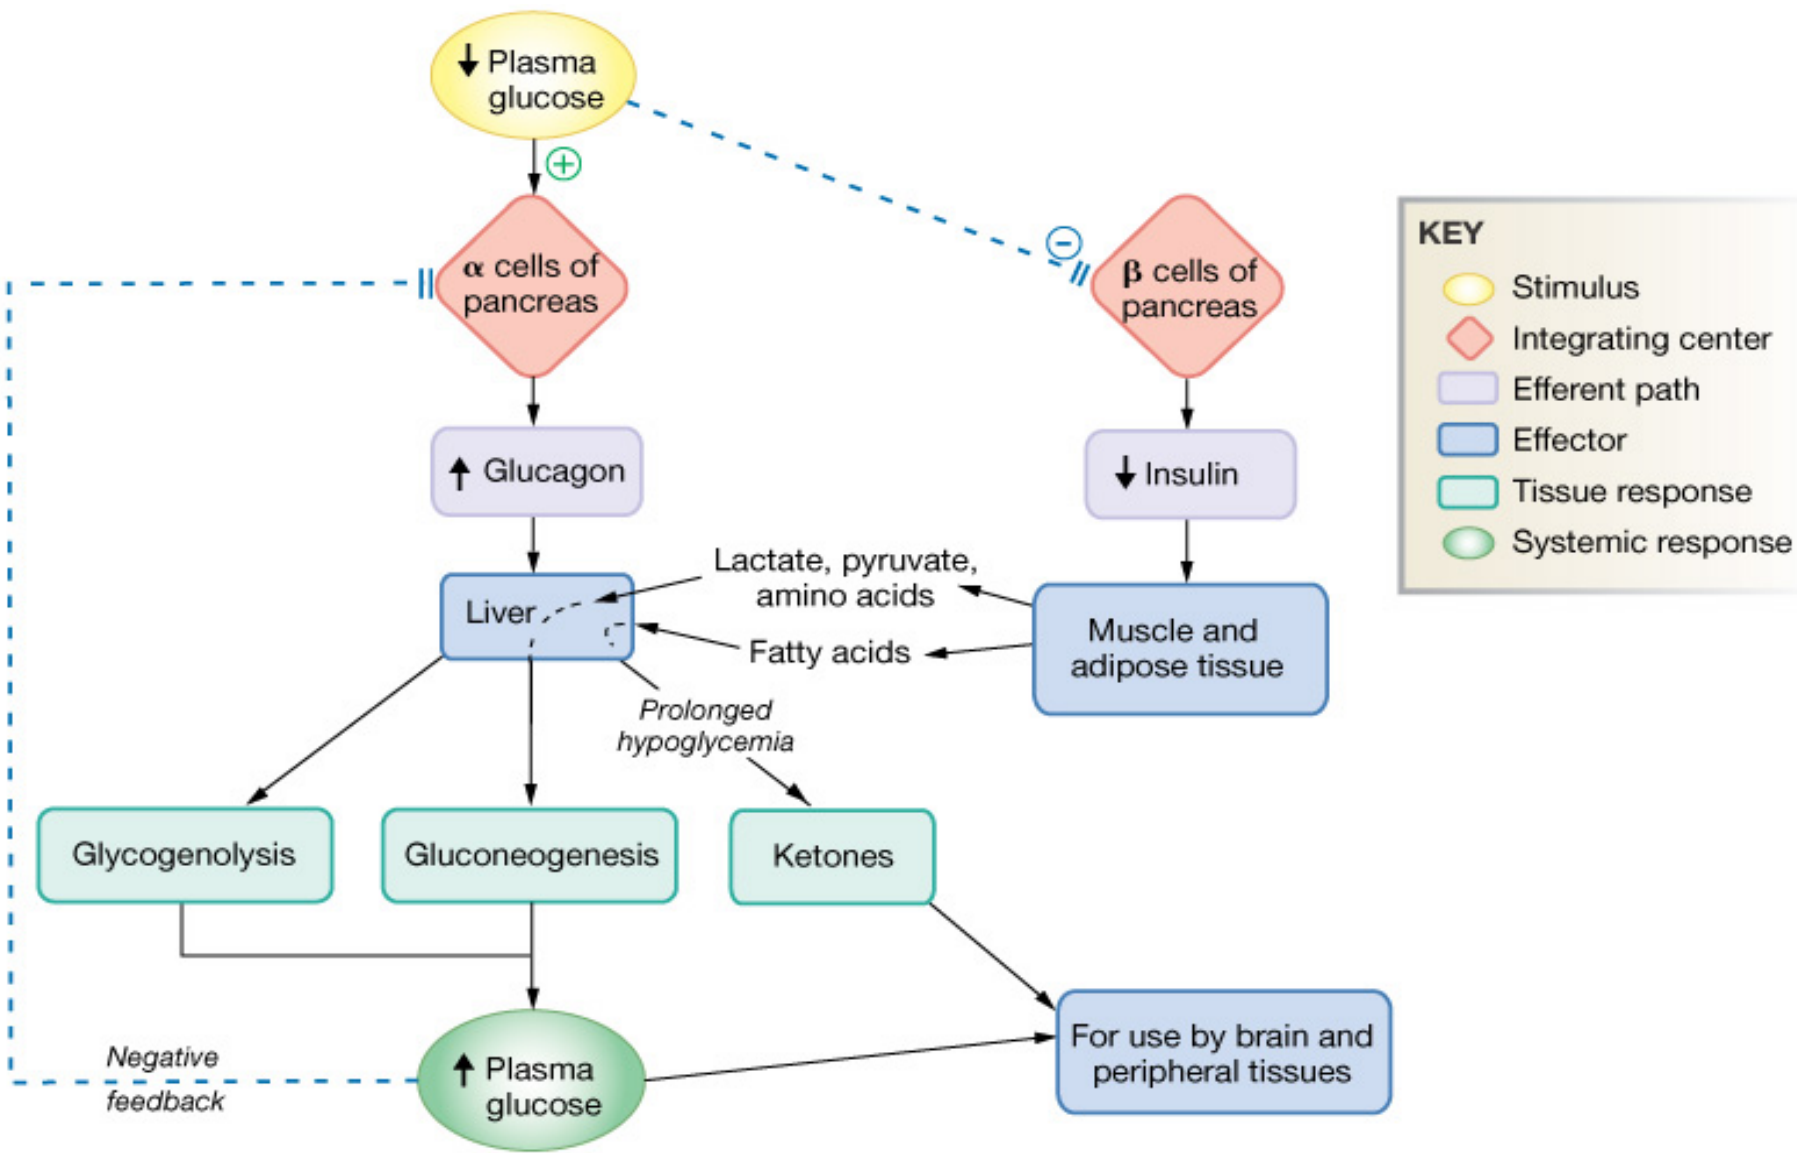 ↓ Plasma
glucose
+
α cells of
pancreas
−
β cells of
pancreas
↑ Glucagon
↓ Insulin
Liver
Lactate, pyruvate,
amino acids
Fatty acids
Muscle and
adipose tissue
Prolonged
hypoglycemia
Glycogenolysis
Gluconeogenesis
Ketones
Negative
feedback
↑ Plasma
glucose
For use by brain and
peripheral tissues
KEY
Stimulus
Integrating center
Efferent path
Effector
Tissue response
Systemic response